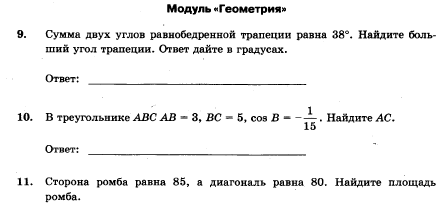 Модуль «Геометрия»
9. Сумма двух углов равнобедренной трапеции равна 38°. Найдите боль-
ший угол трапеции. Ответ дайте в градусах.
Ответ:
10. В треугольнике ABC AB = 3, BC = 5, cos B = −1/15. Найдите AC.
Ответ:
11. Сторона ромба равна 85, а диагональ равна 80. Найдите площадь
ромба.